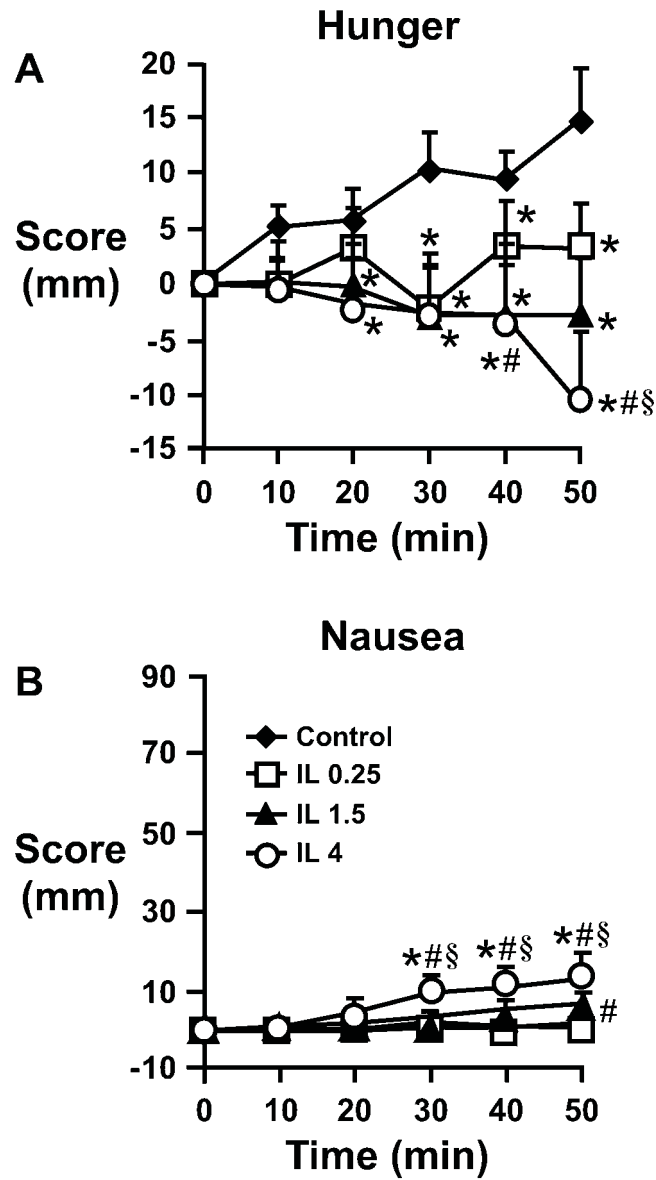 Hunger
A
20
15
10
5
0
-5
-10
-15
Score
(mm)
*
*
*
*
*
*
*
*
*
*#
*#§
0 10 20 30 40 50
Time (min)
Nausea
B
90
70
50
30
10
-10
Score
(mm)
Control
IL 0.25
IL 1.5
IL 4
*#§ *#§ *#§
#
0 10 20 30 40 50
Time (min)